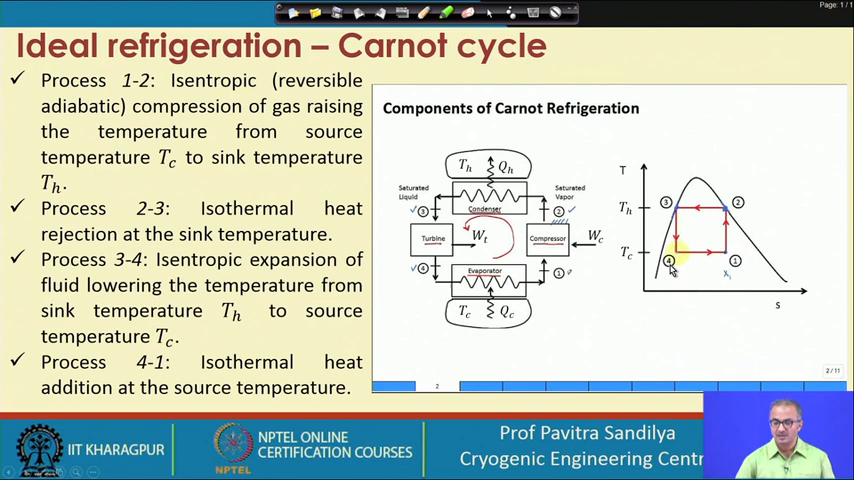 Page: 1 / 1
Ideal refrigeration – Carnot cycle
✓ Process 1-2: Isentropic (reversible
adiabatic) compression of gas raising
the temperature from source
temperature Tc to sink temperature
Th.
✓ Process 2-3: Isothermal heat
rejection at the sink temperature.
✓ Process 3-4: Isentropic expansion of
fluid lowering the temperature from
sink temperature Th to source
temperature Tc.
✓ Process 4-1: Isothermal heat
addition at the source temperature.
Components of Carnot Refrigeration
Th Qh
Saturated
Liquid
Saturated
Vapor
Condenser
3
2
Turbine
Wt
Compressor
Wc
4
Evaporator
1
Tc Qc
T
3
2
Th
Tc
4
1
x1
s
2/11
2
IIT KHARAGPUR
NPTEL
NPTEL ONLINE
CERTIFICATION COURSES
Prof Pavitra Sandilya
Cryogenic Engineering Centr